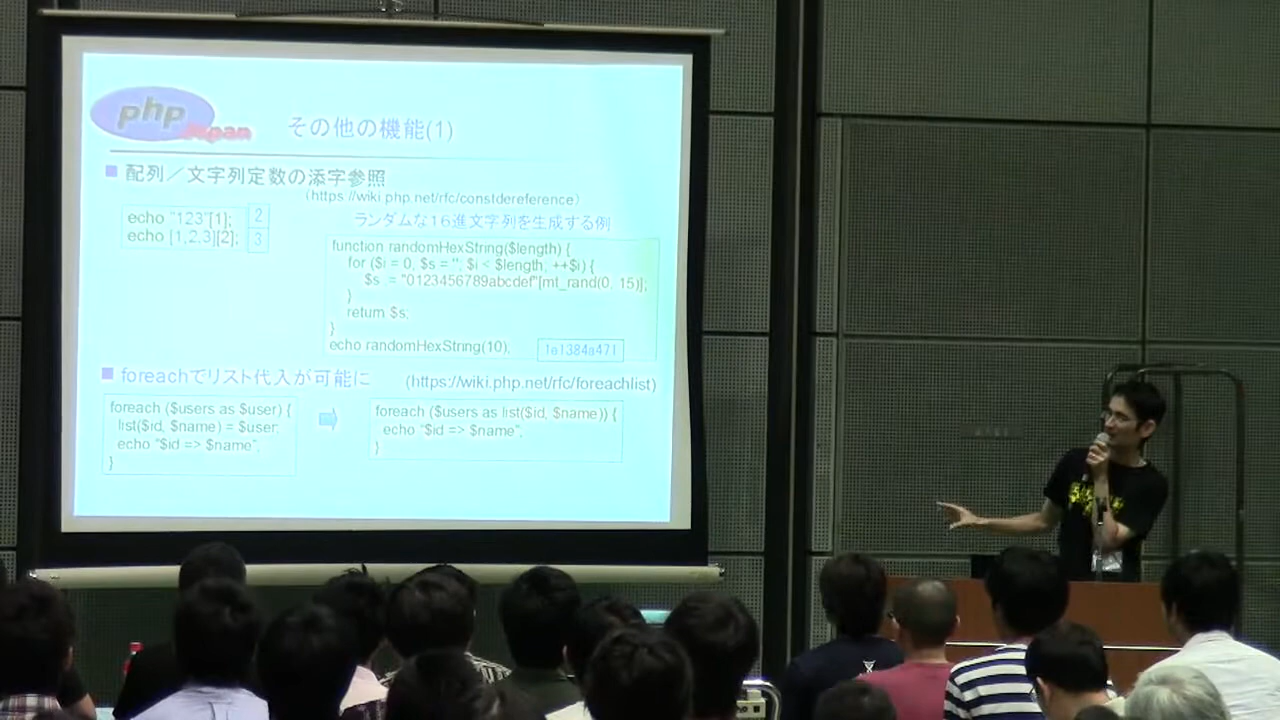 php
Japan
その他の機能(1)
■ 配列／文字列定数の添字参照
(https://wiki.php.net/rfc/constdereference)
echo "123"[1];
2
echo [1,2,3][2];
3
ランダムな16進文字列を生成する例
function randomHexString($length) {
for ($i = 0, $s = ''; $i < $length; ++$i) {
$s .= "0123456789abcdef"[mt_rand(0, 15)];
}
return $s;
}
echo randomHexString(10);
1e1384a471
■ foreachでリスト代入が可能に
(https://wiki.php.net/rfc/foreachlist)
foreach ($users as $user) {
list($id, $name) = $user;
echo "$id => $name";
}
foreach ($users as list($id, $name)) {
echo "$id => $name";
}